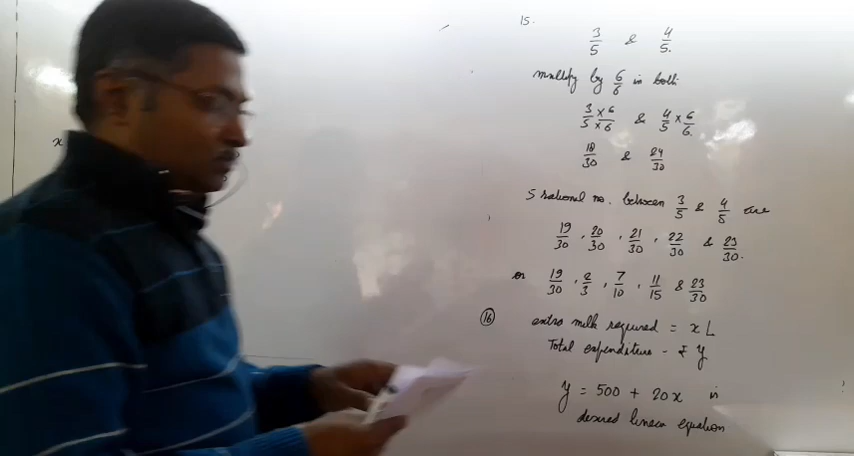 15.
3/5 & 4/5.
multiply by 6/6 in both
3/5 × 6/× 6 & 4/5 × 6/6.
18/30 & 24/30
5 rational no. between 3/5 & 4/5 are
19/30, 20/30, 21/30, 22/30 & 23/30.
or 19/30, 2/3, 7/10, 11/15 & 23/30
(16) extra milk required = x L
Total expenditure - ₹ y
y = 500 + 20x is
desired linear equation
x